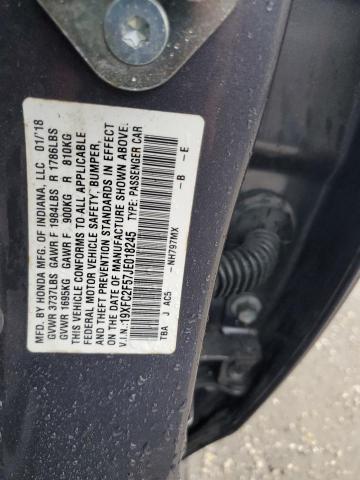 MFG. BY HONDA MFG. OF INDIANA, LLC 01/'18
GVWR 3737LBS GAWR F 1984LBS R 1786LBS
GVWR 1695KG GAWR F 900KG R 810KG
THIS VEHICLE CONFORMS TO ALL APPLICABLE
FEDERAL MOTOR VEHICLE SAFETY, BUMPER,
AND THEFT PREVENTION STANDARDS IN EFFECT
ON THE DATE OF MANUFACTURE SHOWN ABOVE.
V.I.N.:19XFC2F57JE018245 TYPE: PASSENGER CAR
TBA J AC5 -NH797MX -B -E